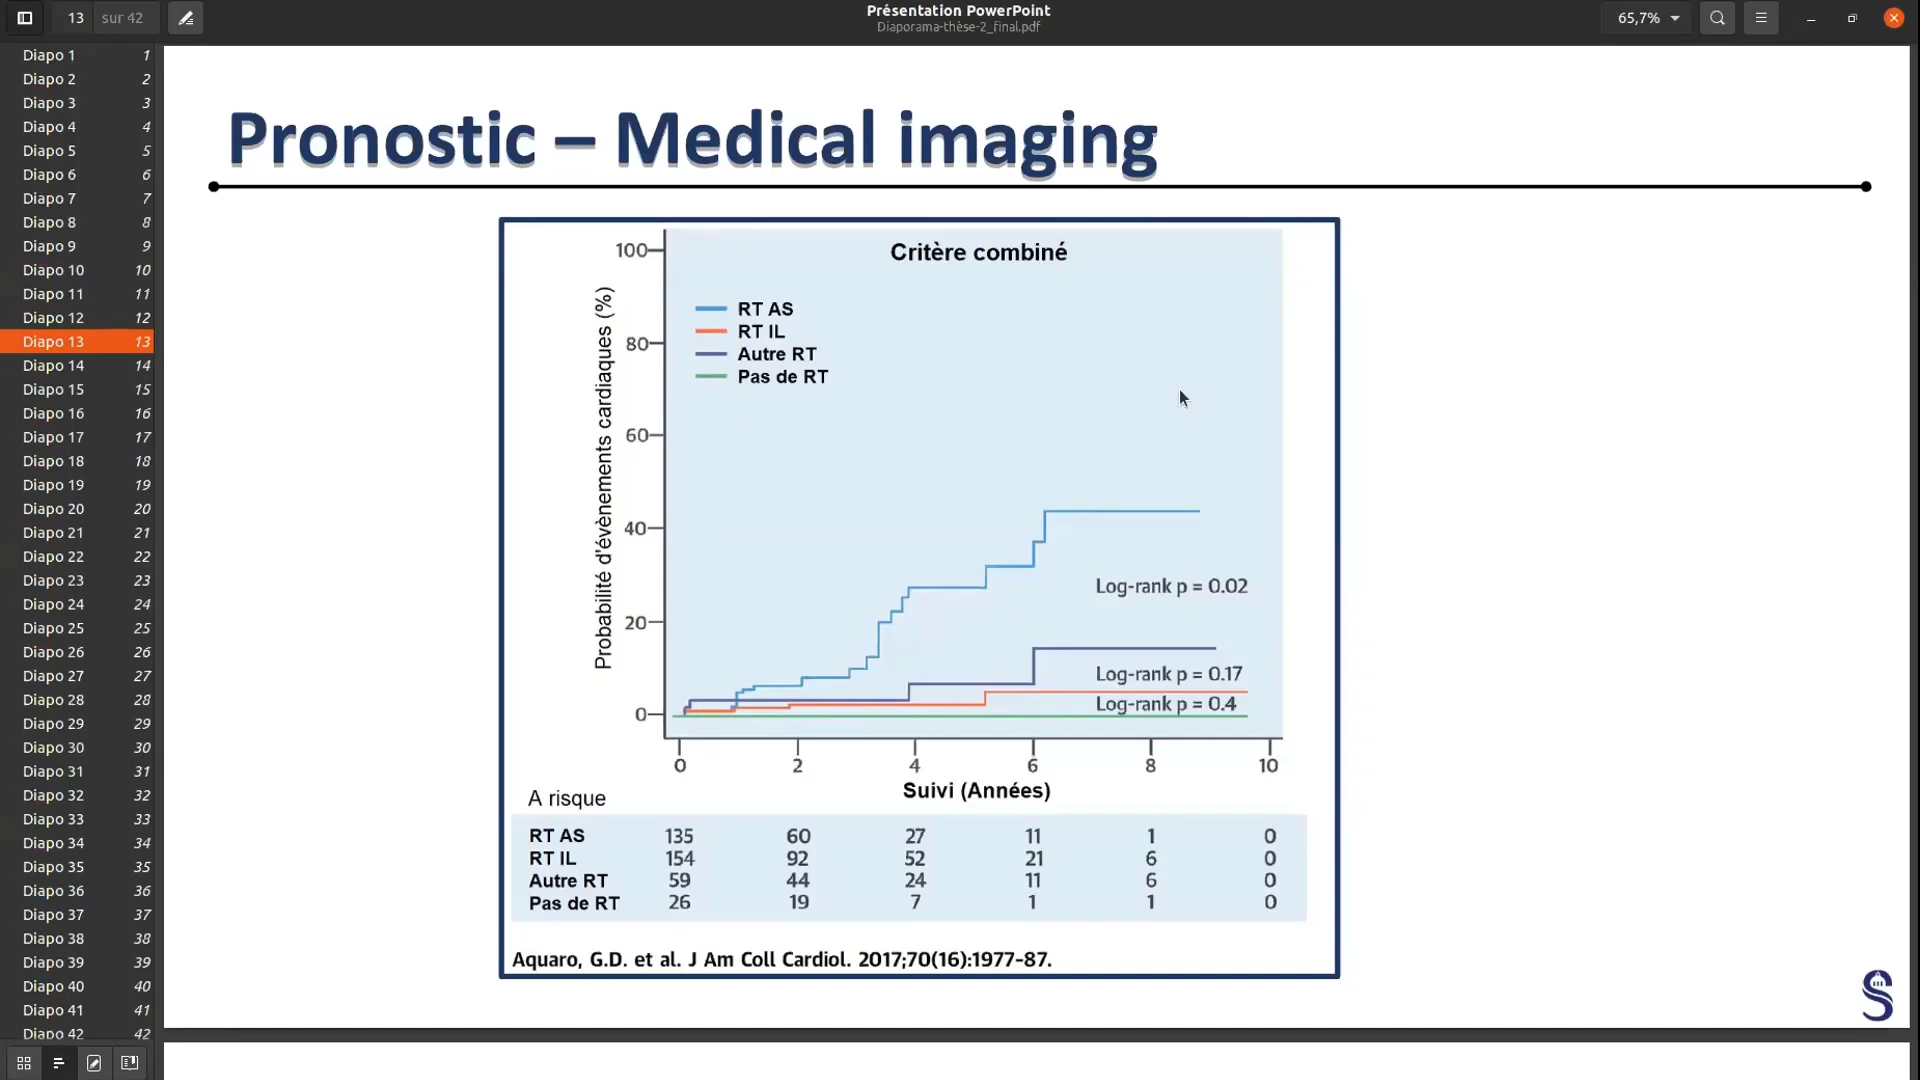 13 sur 42
Présentation PowerPoint
Diaporama-thèse-2_final.pdf
65,7%
Diapo 1 1
Diapo 2 2
Diapo 3 3
Diapo 4 4
Diapo 5 5
Diapo 6 6
Diapo 7 7
Diapo 8 8
Diapo 9 9
Diapo 10 10
Diapo 11 11
Diapo 12 12
Diapo 13 13
Diapo 14 14
Diapo 15 15
Diapo 16 16
Diapo 17 17
Diapo 18 18
Diapo 19 19
Diapo 20 20
Diapo 21 21
Diapo 22 22
Diapo 23 23
Diapo 24 24
Diapo 25 25
Diapo 26 26
Diapo 27 27
Diapo 28 28
Diapo 29 29
Diapo 30 30
Diapo 31 31
Diapo 32 32
Diapo 33 33
Diapo 34 34
Diapo 35 35
Diapo 36 36
Diapo 37 37
Diapo 38 38
Diapo 39 39
Diapo 40 40
Diapo 41 41
Diapo 42 42
Pronostic – Medical imaging
Critère combiné
Probabilité d'évènements cardiaques (%)
100
80
60
40
20
0
RT AS
RT IL
Autre RT
Pas de RT
Log-rank p = 0.02
Log-rank p = 0.17
Log-rank p = 0.4
0 2 4 6 8 10
Suivi (Années)
A risque
RT AS 135 60 27 11 1 0
RT IL 154 92 52 21 6 0
Autre RT 59 44 24 11 6 0
Pas de RT 26 19 7 1 1 0
Aquaro, G.D. et al. J Am Coll Cardiol. 2017;70(16):1977-87.
S